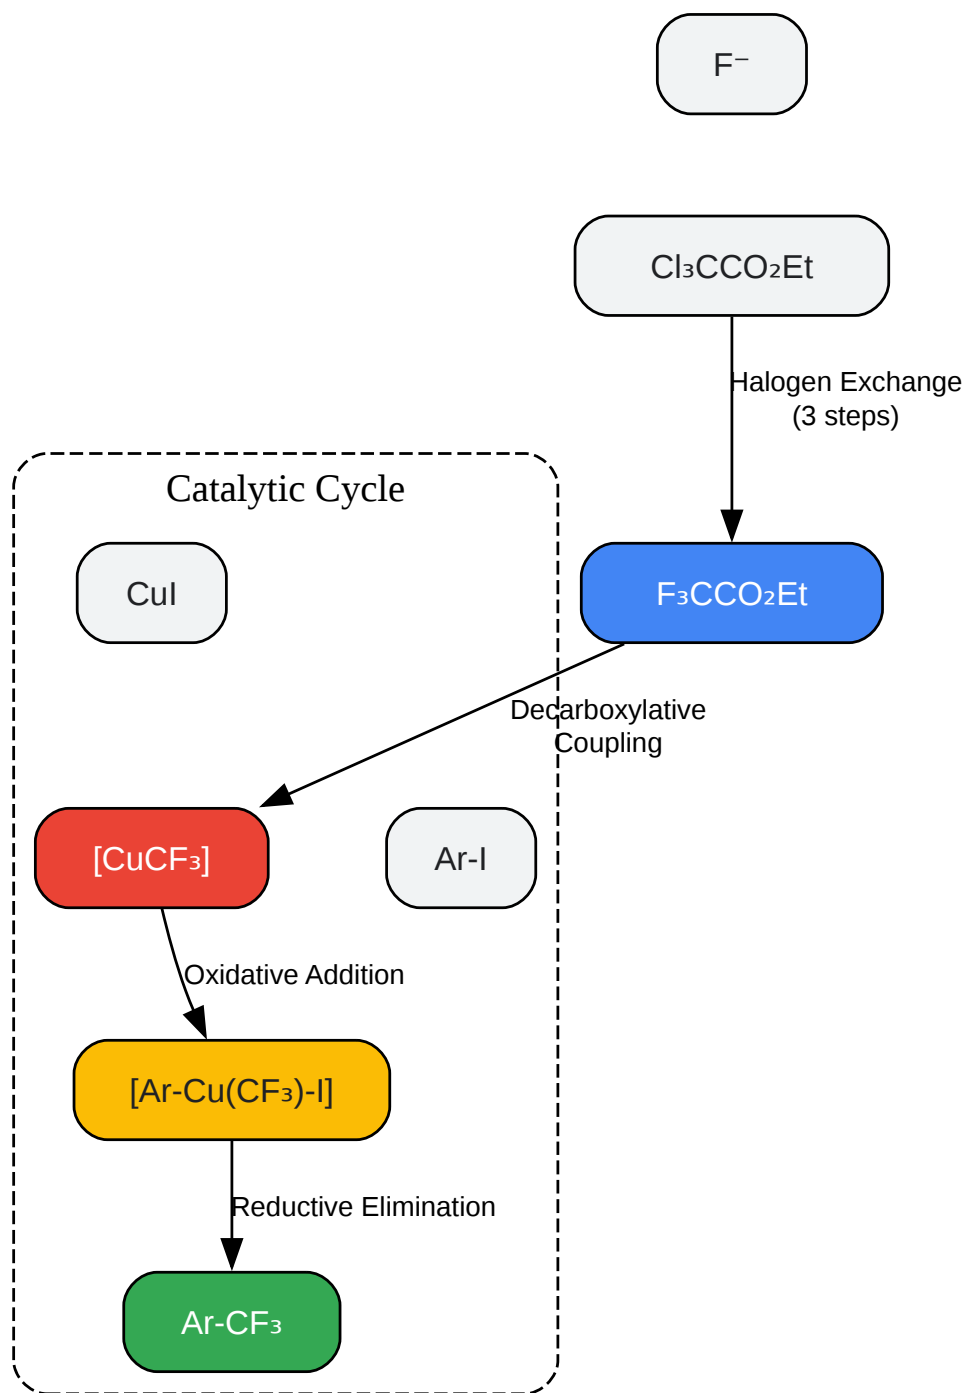 F⁻
Cl₃CCO₂Et
Halogen Exchange
(3 steps)
Catalytic Cycle
CuI
F₃CCO₂Et
Decarboxylative
Coupling
[CuCF₃]
Ar-I
Oxidative Addition
[Ar-Cu(CF₃)-I]
Reductive Elimination
Ar-CF₃